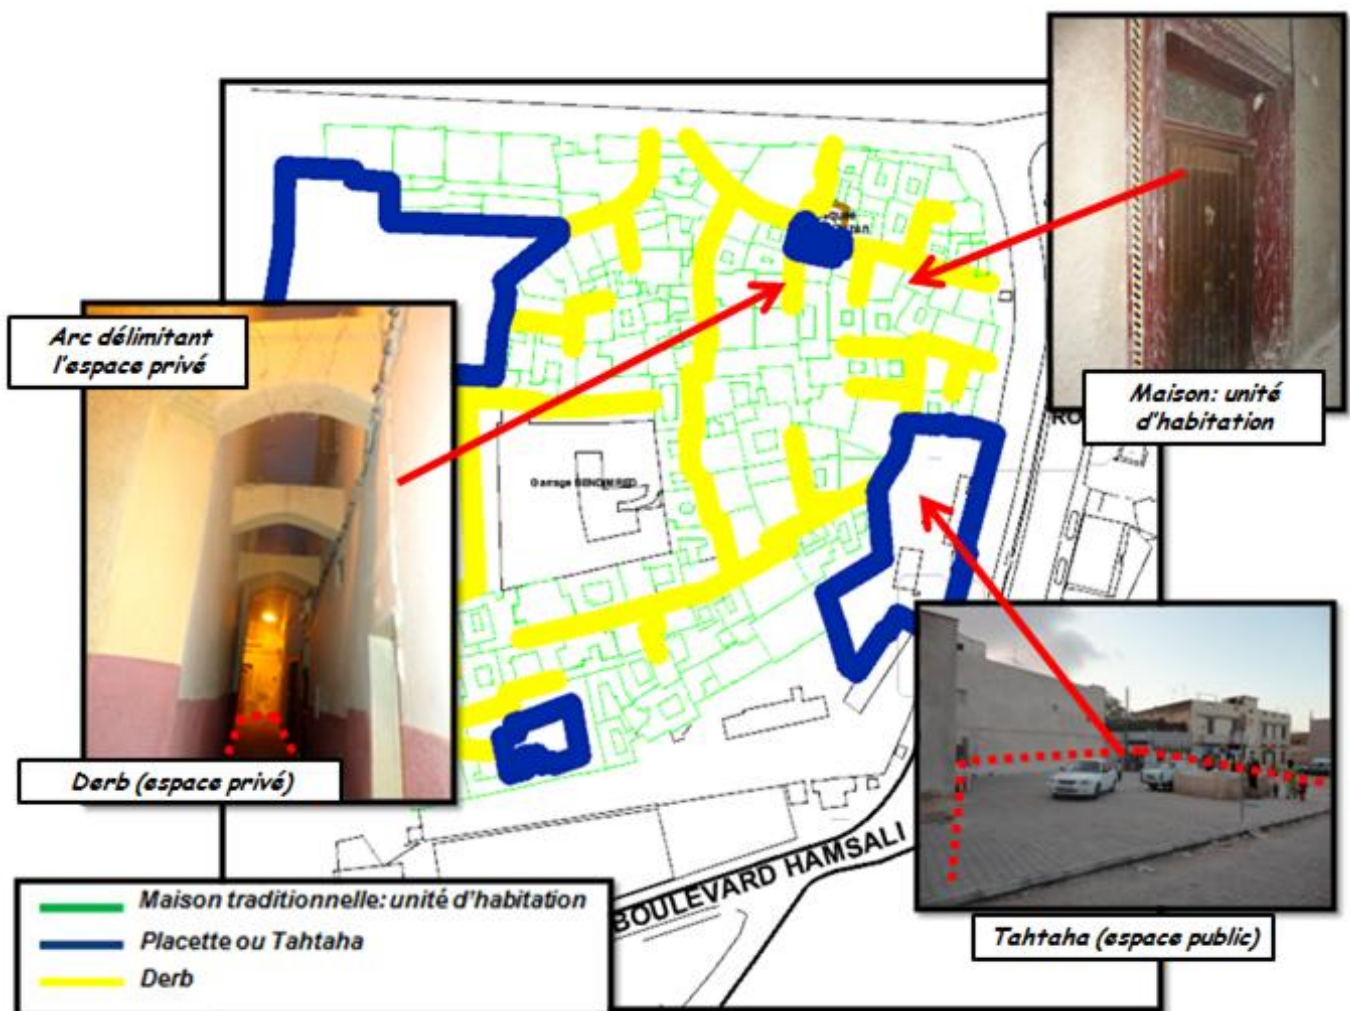 Arc délimitant
l'espace privé
Maison: unité
d'habitation
Garrage
Derb (espace privé)
BOULEVARD HAMSALI
Tahtaha (espace public)
Maison traditionnelle: unité d'habitation
Placette ou Tahtaha
Derb